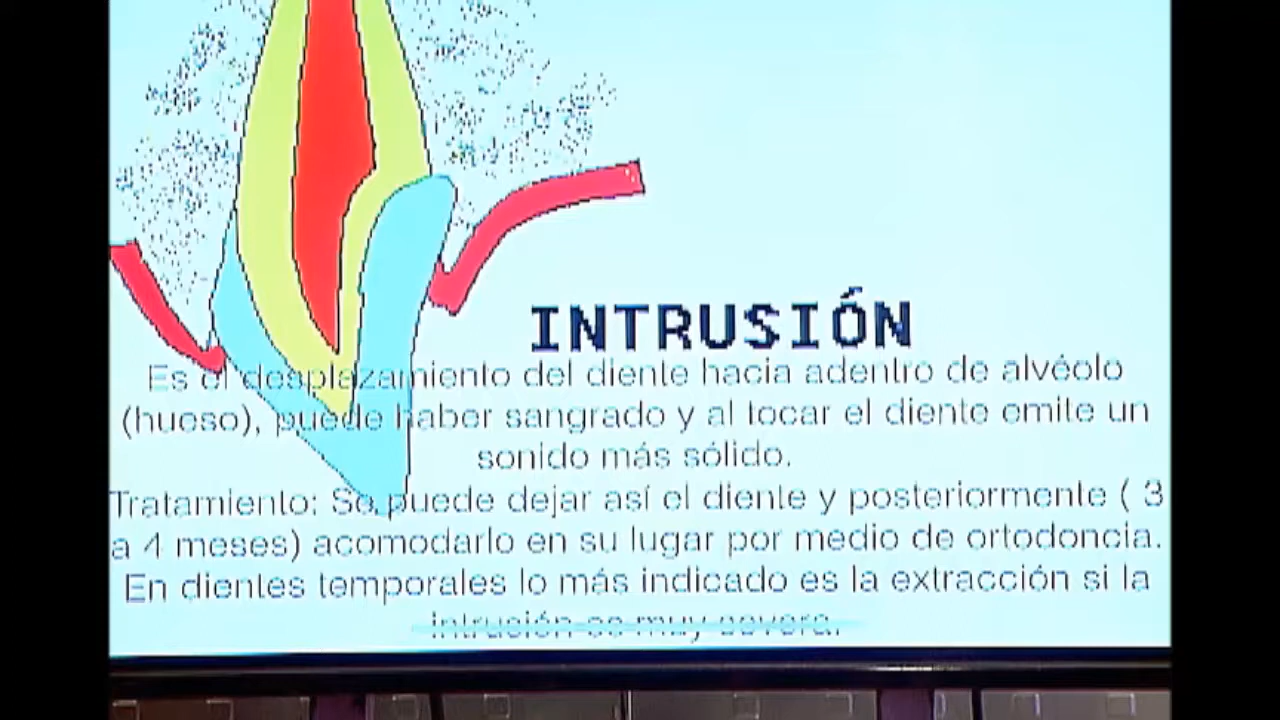 INTRUSIÓN
Es el desplazamiento del diente hacia adentro de alvéolo
(hueso), puede haber sangrado y al tocar el diente emite un
sonido más sólido.
Tratamiento: Se puede dejar así el diente y posteriormente ( 3
a 4 meses) acomodarlo en su lugar por medio de ortodoncia.
En dientes temporales lo más indicado es la extracción si la
intrusión es muy severa.